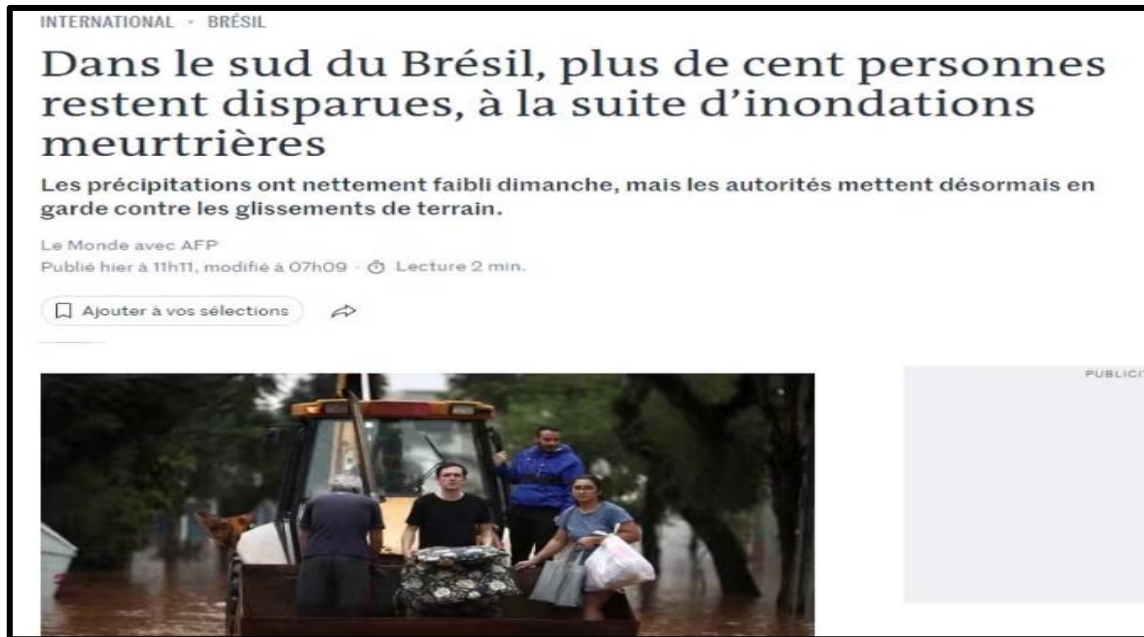 INTERNATIONAL · BRÉSIL
Dans le sud du Brésil, plus de cent personnes
restent disparues, à la suite d’inondations
meurtrières
Les précipitations ont nettement faibli dimanche, mais les autorités mettent désormais en
garde contre les glissements de terrain.
Le Monde avec AFP
Publié hier à 11h11, modifié à 07h09 · Lecture 2 min.
Ajouter à vos sélections
PUBLICIT